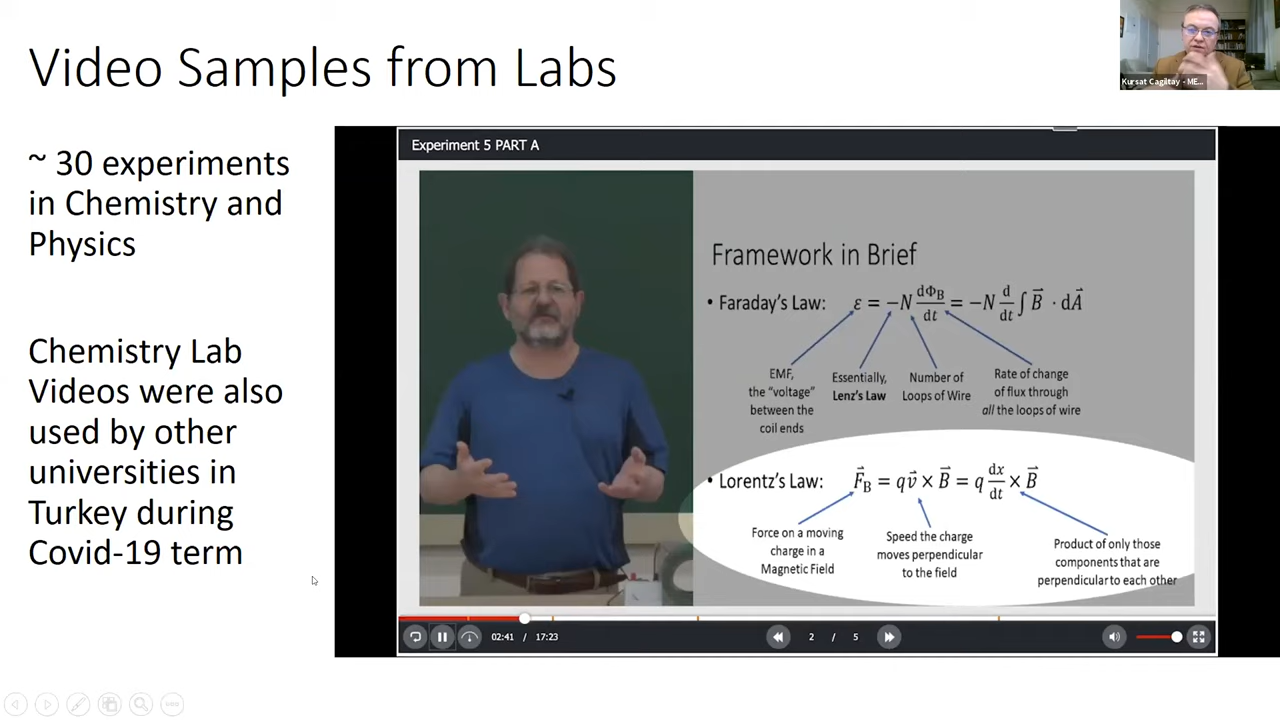 Video Samples from Labs
Kursat Cagiltay - ME...
~ 30 experiments
in Chemistry and
Physics
Chemistry Lab
Videos were also
used by other
universities in
Turkey during
Covid-19 term
Experiment 5 PART A
Framework in Brief
• Faraday's Law: ε = −N dΦ_B/dt = −N d/dt ∫ B⃗ · dA⃗
EMF,
the "voltage"
between the
coil ends
Essentially,
Lenz's Law
Number of
Loops of Wire
Rate of change
of flux through
all the loops of wire
• Lorentz's Law: F⃗_B = qv⃗ × B⃗ = q dx/dt × B⃗
Force on a moving
charge in a
Magnetic Field
Speed the charge
moves perpendicular
to the field
Product of only those
components that are
perpendicular to each other
02:41 / 17:23
2 / 5